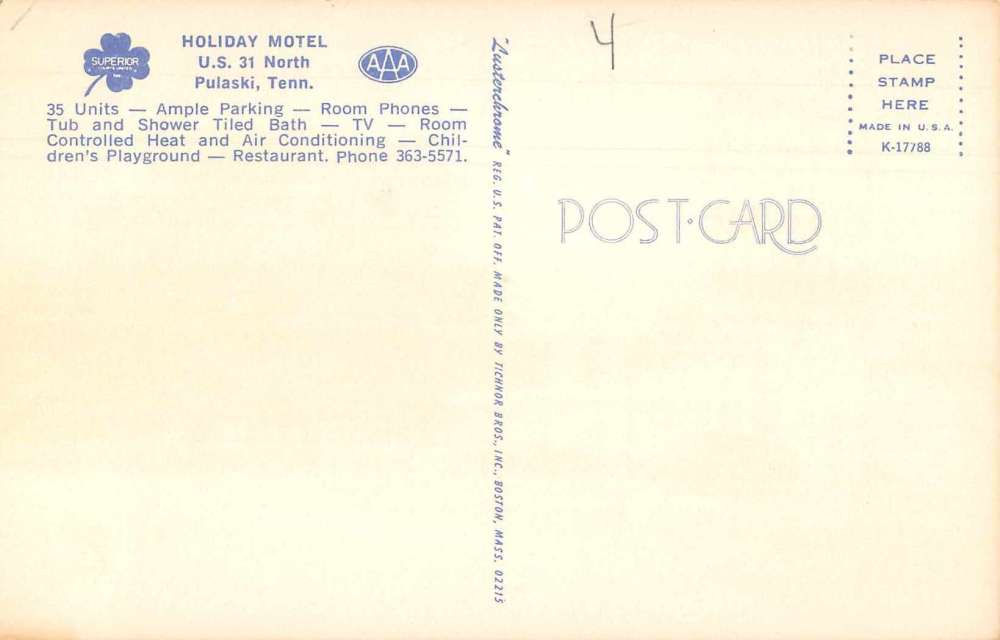 SUPERIOR
HOLIDAY MOTEL
U.S. 31 North
Pulaski, Tenn.
AAA
35 Units — Ample Parking — Room Phones —
Tub and Shower Tiled Bath — TV — Room
Controlled Heat and Air Conditioning — Chil-
dren's Playground — Restaurant. Phone 363-5571.
"Lusterchrome" REG. U.S. PAT. OFF. MADE ONLY BY TICHNOR BROS., INC., BOSTON, MASS. 02215
4
PLACE
STAMP
HERE
MADE IN U.S.A.
K-17788
POST·CARD